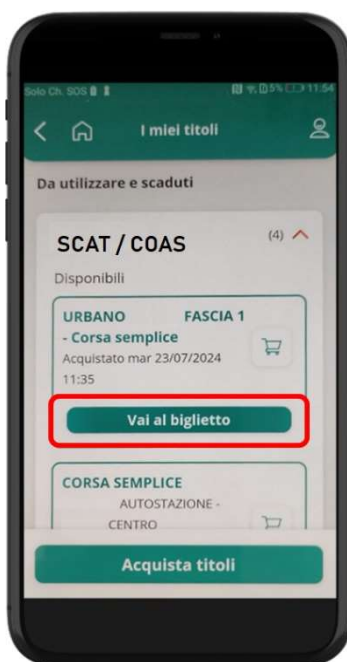 Solo Ch. SOS 5% 11:54
I miei titoli
Da utilizzare e scaduti
SCAT / COAS (4)
Disponibili
URBANO FASCIA 1
- Corsa semplice
Acquistato mar 23/07/2024
11:35
Vai al biglietto
CORSA SEMPLICE
AUTOSTAZIONE -
CENTRO
Acquista titoli